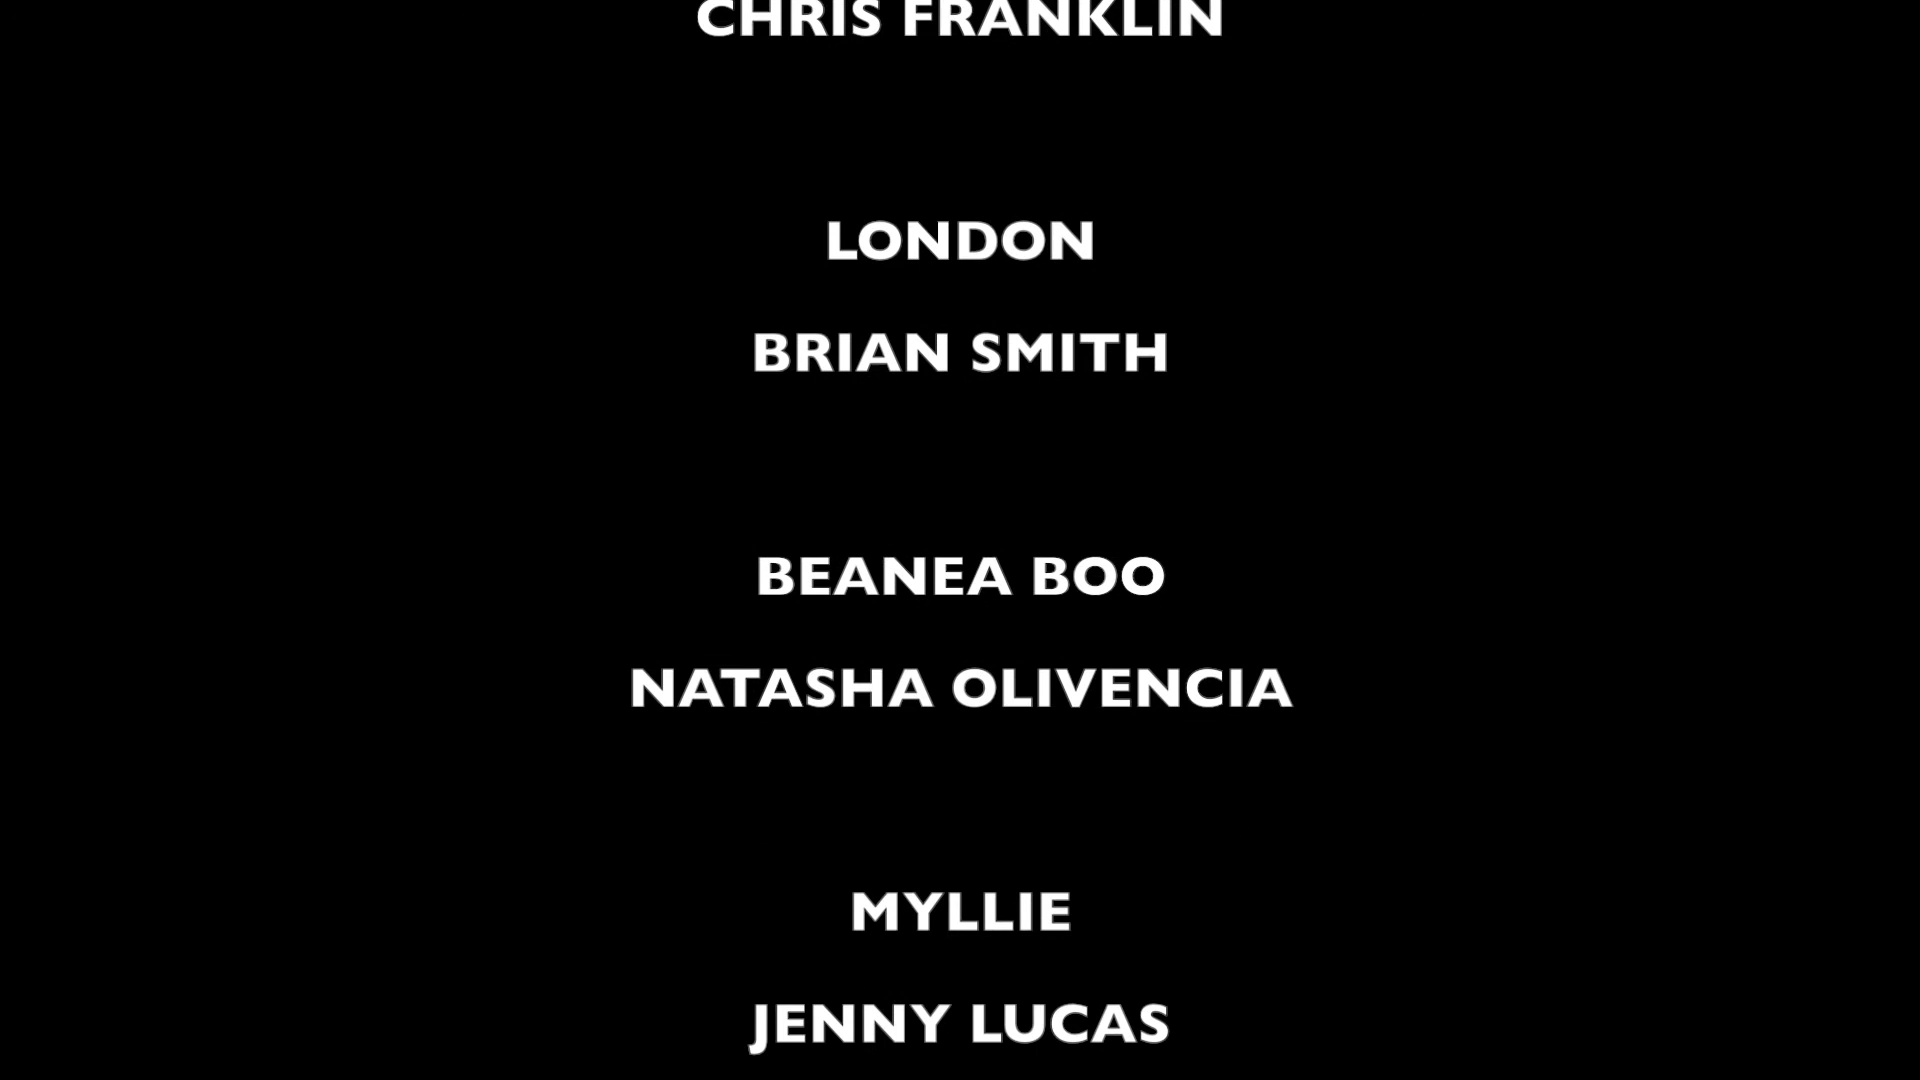 CHRIS FRANKLIN
LONDON
BRIAN SMITH
BEANEA BOO
NATASHA OLIVENCIA
MYLLIE
JENNY LUCAS